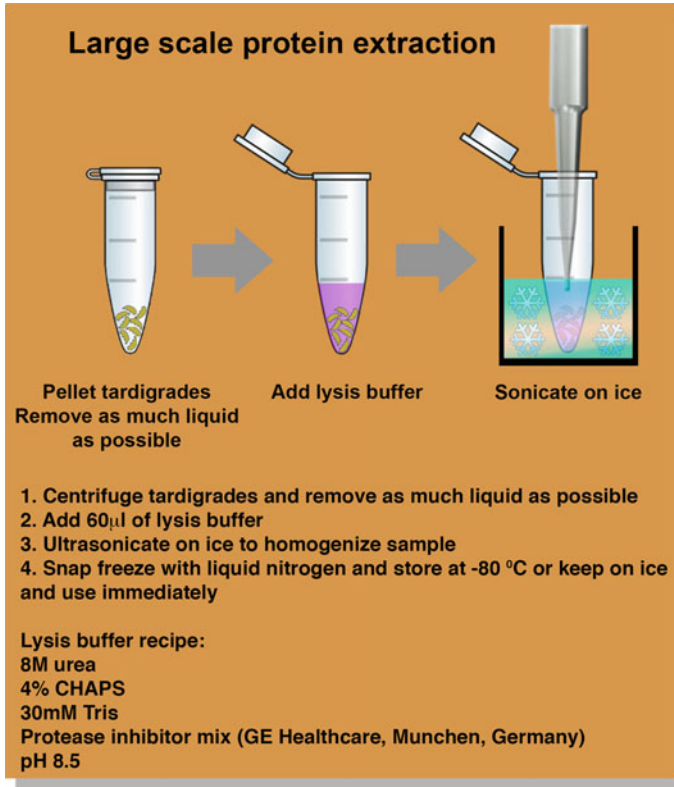 Large scale protein extraction
Pellet tardigrades
Remove as much liquid
as possible
Add lysis buffer
Sonicate on ice
1. Centrifuge tardigrades and remove as much liquid as possible
2. Add 60μl of lysis buffer
3. Ultrasonicate on ice to homogenize sample
4. Snap freeze with liquid nitrogen and store at -80 ⁰C or keep on ice
and use immediately
Lysis buffer recipe:
8M urea
4% CHAPS
30mM Tris
Protease inhibitor mix (GE Healthcare, Munchen, Germany)
pH 8.5